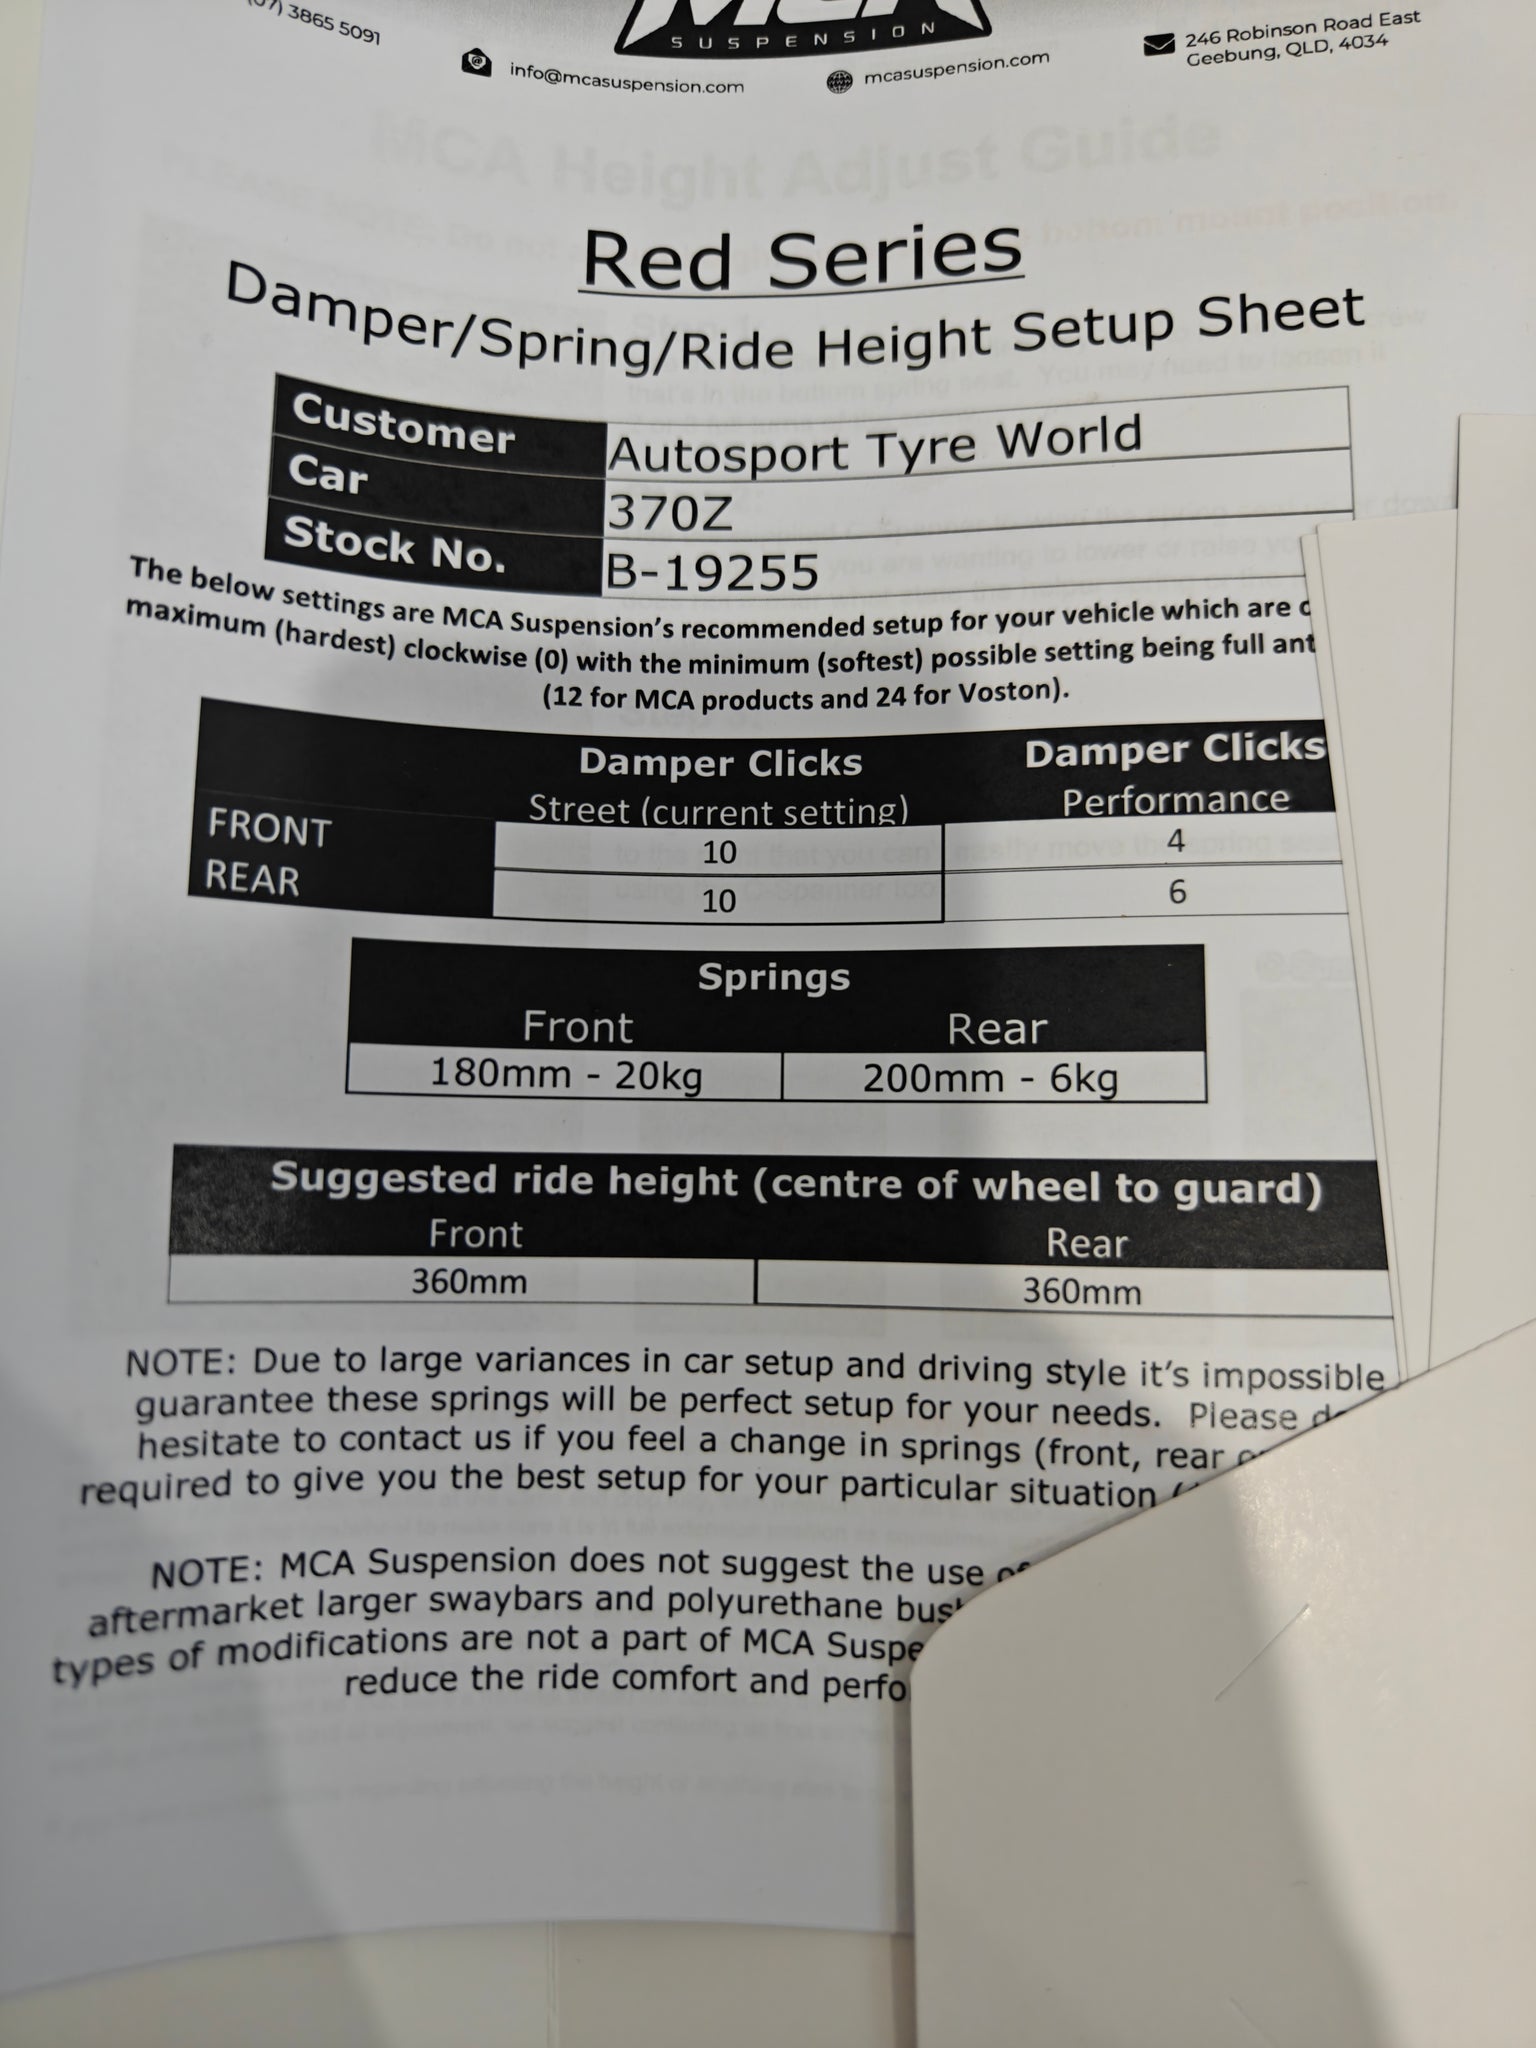 3865 5091
MCA
SUSPENSION
info@mcasuspension.com
mcasuspension.com
246 Robinson Road East
Geebung, QLD, 4034
MCA Height Adjust Guide
Red Series
Damper/Spring/Ride Height Setup Sheet
Customer Autosport Tyre World
Car 370Z
Stock No. B-19255
The below settings are MCA Suspension's recommended setup for your vehicle which are
maximum (hardest) clockwise (0) with the minimum (softest) possible setting being full
(12 for MCA products and 24 for Voston).
Damper Clicks Damper Clicks
Street (current setting) Performance
FRONT 10 4
REAR 10 6
Springs
Front Rear
180mm - 20kg 200mm - 6kg
Suggested ride height (centre of wheel to guard)
Front Rear
360mm 360mm
NOTE: Due to large variances in car setup and driving style it's impossible
guarantee these springs will be perfect setup for your needs. Please
hesitate to contact us if you feel a change in springs (front, rear
required to give you the best setup for your particular situation
NOTE: MCA Suspension does not suggest the use of
aftermarket larger swaybars and polyurethane
types of modifications are not a part of MCA
reduce the ride comfort and